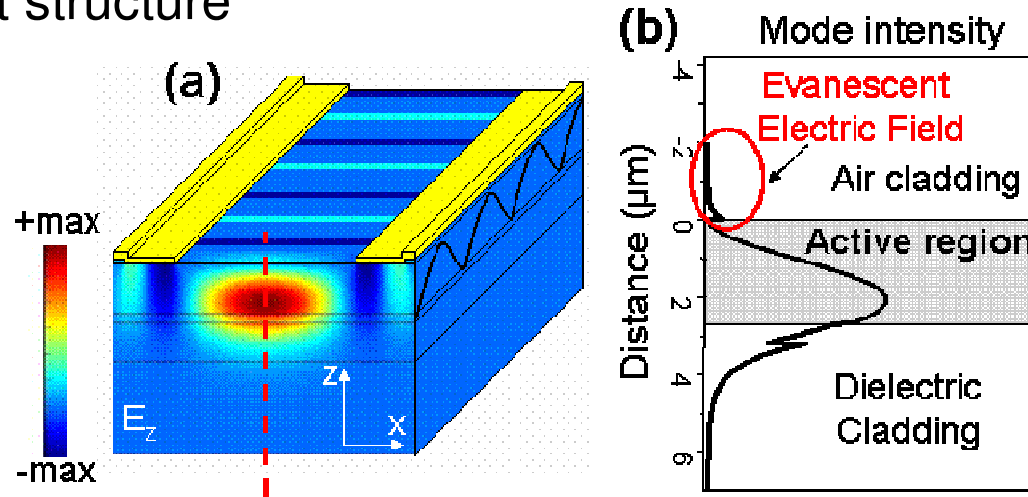 t structure
(a)
+max
-max
E_z
z
x
(b)
Mode intensity
Distance (µm)
-4
-2
0
2
4
6
Evanescent
Electric Field
Air cladding
Active region
Dielectric
Cladding